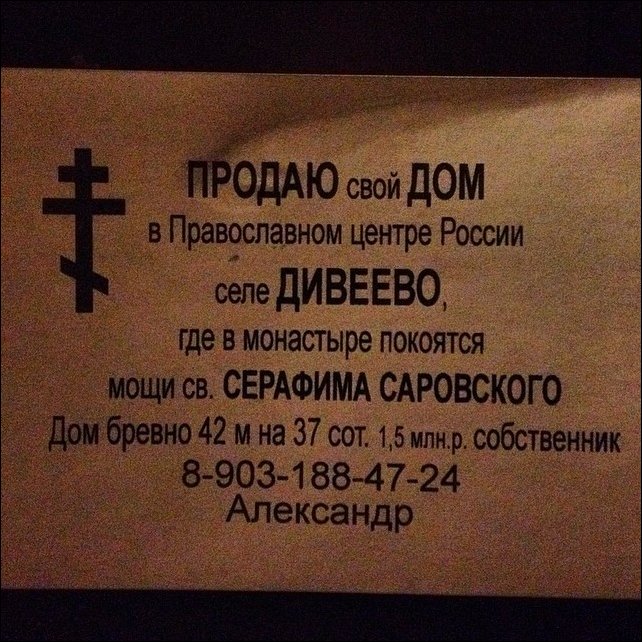 ПРОДАЮ свой ДОМ
в Православном центре России
селе ДИВЕЕВО,
где в монастыре покоятся
мощи св. СЕРАФИМА САРОВСКОГО
Дом бревно 42 м на 37 сот. 1,5 млн.р. собственник
8-903-188-47-24
Александр